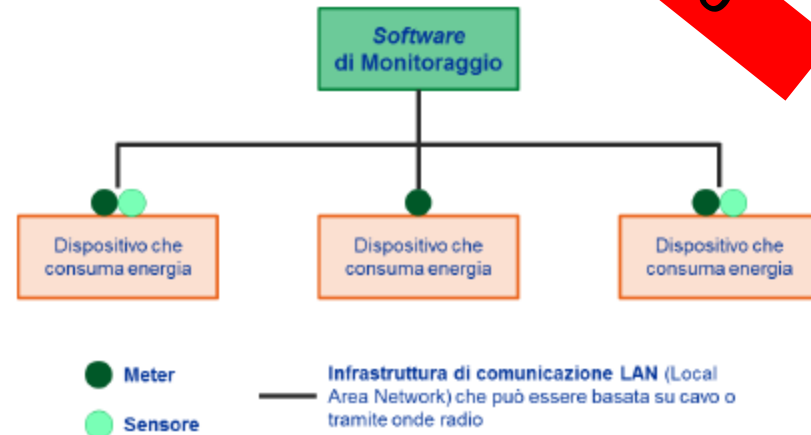 Software
di Monitoraggio
Dispositivo che
consuma energia
Dispositivo che
consuma energia
Dispositivo che
consuma energia
Meter
Sensore
Infrastruttura di comunicazione LAN (Local
Area Network) che può essere basata su cavo o
tramite onde radio